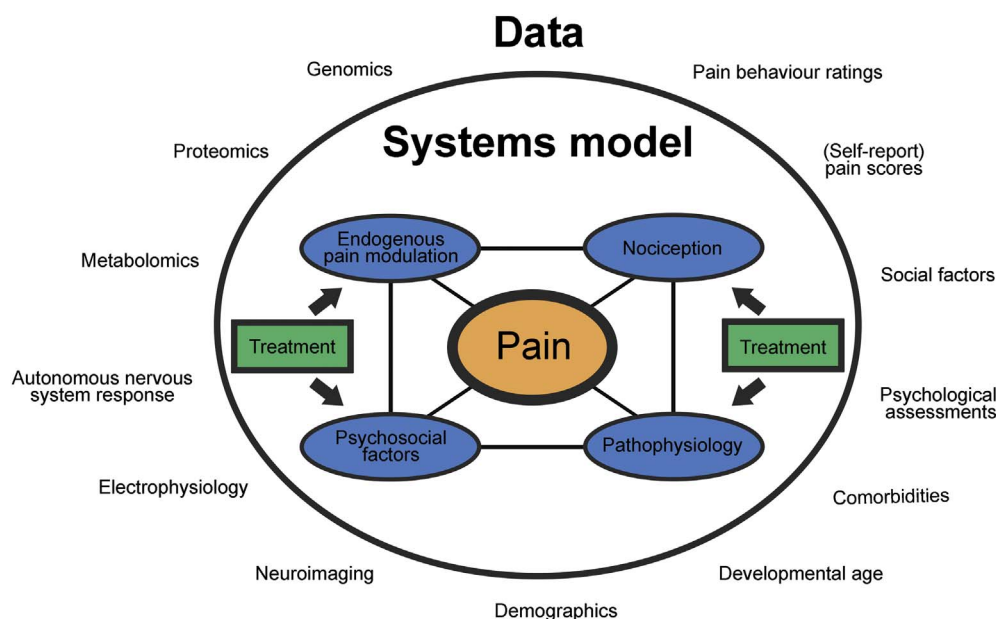 Data
Genomics
Pain behaviour ratings
Systems model
Proteomics
(Self-report)
pain scores
Endogenous
pain modulation
Nociception
Metabolomics
Social factors
Treatment
Pain
Treatment
Autonomous nervous
system response
Psychological
assessments
Psychosocial
factors
Pathophysiology
Electrophysiology
Comorbidities
Neuroimaging
Developmental age
Demographics